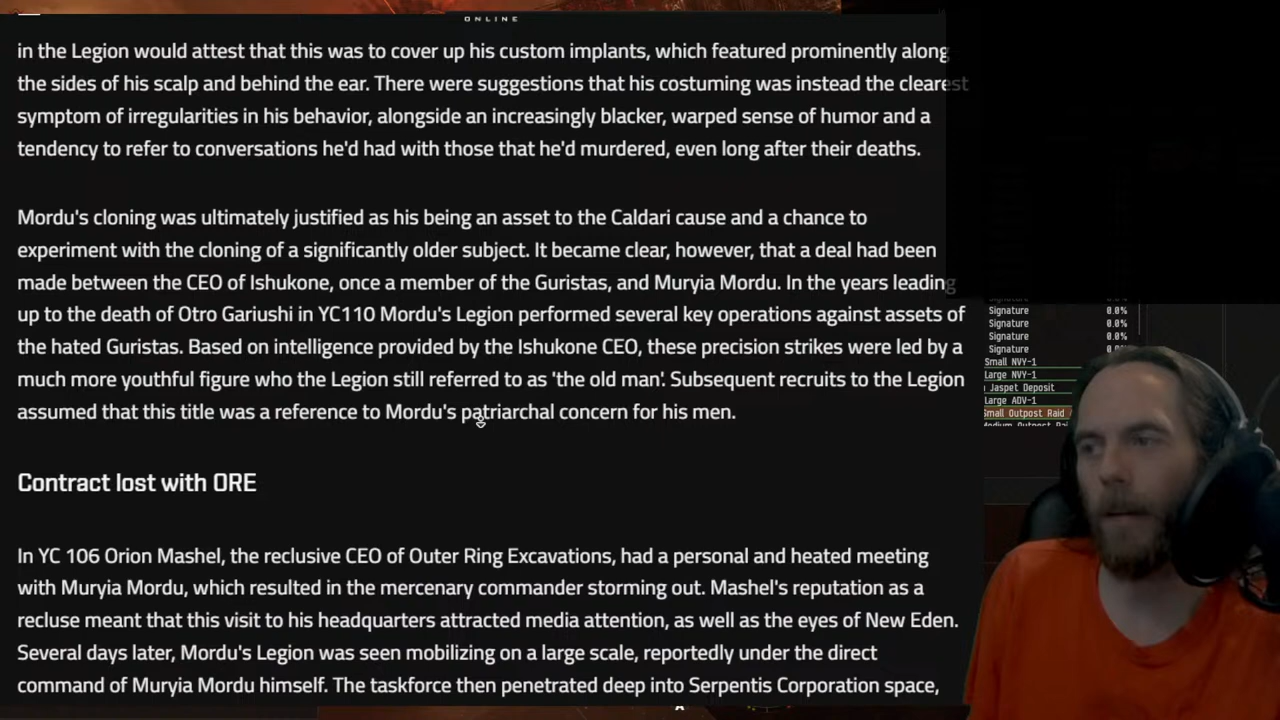 ONLINE
in the Legion would attest that this was to cover up his custom implants, which featured prominently along
the sides of his scalp and behind the ear. There were suggestions that his costuming was instead the clearest
symptom of irregularities in his behavior, alongside an increasingly blacker, warped sense of humor and a
tendency to refer to conversations he'd had with those that he'd murdered, even long after their deaths.
Mordu's cloning was ultimately justified as his being an asset to the Caldari cause and a chance to
experiment with the cloning of a significantly older subject. It became clear, however, that a deal had been
made between the CEO of Ishukone, once a member of the Guristas, and Muryia Mordu. In the years leading
up to the death of Otro Gariushi in YC110 Mordu's Legion performed several key operations against assets of
the hated Guristas. Based on intelligence provided by the Ishukone CEO, these precision strikes were led by a
much more youthful figure who the Legion still referred to as 'the old man'. Subsequent recruits to the Legion
assumed that this title was a reference to Mordu's patriarchal concern for his men.
Contract lost with ORE
In YC 106 Orion Mashel, the reclusive CEO of Outer Ring Excavations, had a personal and heated meeting
with Muryia Mordu, which resulted in the mercenary commander storming out. Mashel's reputation as a
recluse meant that this visit to his headquarters attracted media attention, as well as the eyes of New Eden.
Several days later, Mordu's Legion was seen mobilizing on a large scale, reportedly under the direct
command of Muryia Mordu himself. The taskforce then penetrated deep into Serpentis Corporation space,
Signature 0.0%
Signature 0.0%
Signature 0.0%
Signature 0.0%
Small NVY-1
Large NVY-1
Jaspet Deposit
Large ADV-1
Small Outpost Raid
Medium Outpost